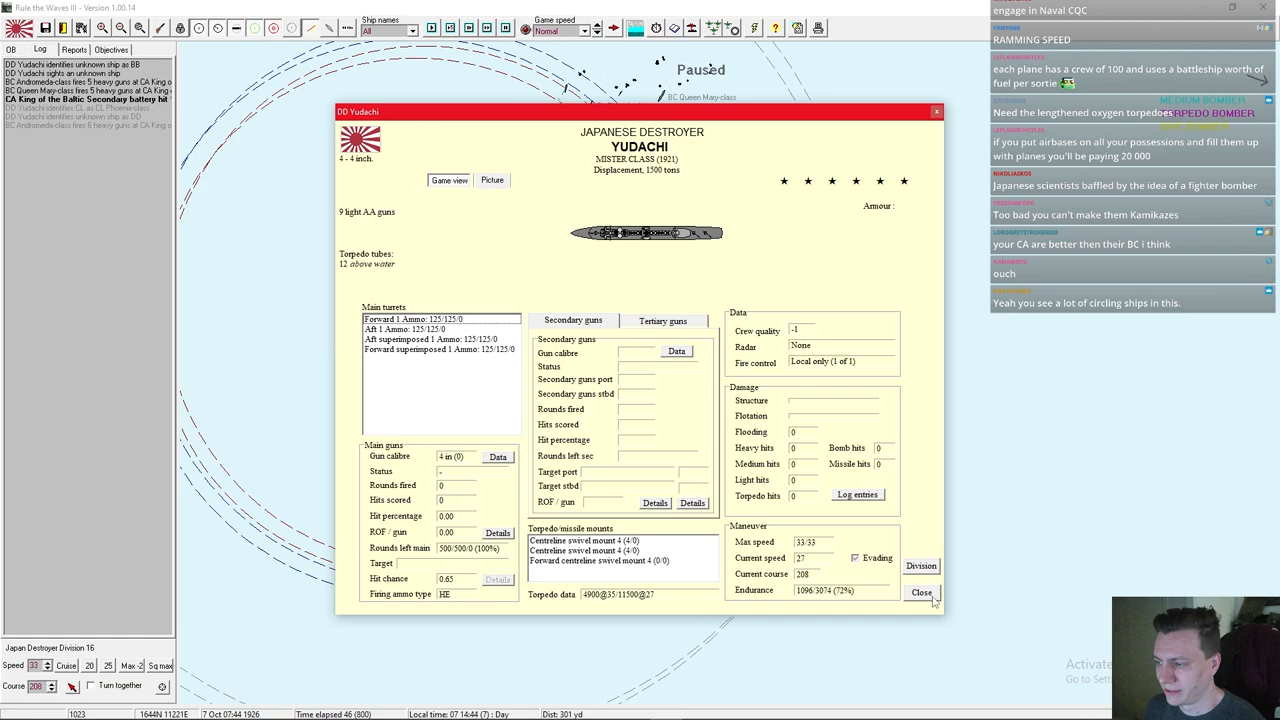 Rule the Waves III - Version 1.00.14
Ship names
All
Game speed
Normal
OB
Log
Reports
Objectives
DD Yudachi identifies unknown ship as BB
DD Yudachi sights an unknown ship
BC Andromeda-class fires 5 heavy guns at CA King o
BC Queen Mary-class fires 5 heavy guns at CA King o
CA King of the Baltic Secondary battery hit
DD Yudachi identifies CL as CL Phoenix-class
DD Yudachi identifies unknown ship as DD
BC Andromeda-class fires 6 heavy guns at CA King o
Paused
BC Queen Mary-class
DD Yudachi
x
JAPANESE DESTROYER
YUDACHI
MISTER CLASS (1921)
Displacement, 1500 tons
4 - 4 inch.
Game view
Picture
9 light AA guns
Armour :
Torpedo tubes:
12 above water
Main turrets
Forward 1 Ammo: 125/125/0
Aft 1 Ammo: 125/125/0
Aft superimposed 1 Ammo: 125/125/0
Forward superimposed 1 Ammo: 125/125/0
Main guns
Gun calibre 4 in (0) Data
Status -
Rounds fired 0
Hits scored 0
Hit percentage 0.00
ROF / gun 0.00 Details
Rounds left main 500/500/0 (100%)
Target
Hit chance 0.65 Details
Firing ammo type HE
Secondary guns
Tertiary guns
Secondary guns
Gun calibre Data
Status
Secondary guns port
Secondary guns stbd
Rounds fired
Hits scored
Hit percentage
Rounds left sec
Target port
Target stbd
ROF / gun Details Details
Torpedo/missile mounts
Centreline swivel mount 4 (4/0)
Centreline swivel mount 4 (4/0)
Forward centreline swivel mount 4 (0/0)
Torpedo data 4900@35/11500@27
Data
Crew quality -1
Radar None
Fire control Local only (1 of 1)
Damage
Structure
Flotation
Flooding 0
Heavy hits 0 Bomb hits 0
Medium hits 0 Missile hits 0
Light hits 0
Torpedo hits 0 Log entries
Maneuver
Max speed 33/33
Current speed 27 Evading
Current course 208
Endurance 1096/3074 (72%)
Division
Close
engage in Naval CQC
RAMMING SPEED
each plane has a crew of 100 and uses a battleship worth of
fuel per sortie
MEDIUM BOMBER
Need the lengthened oxygen torpedoes
TORPEDO BOMBER
if you put airbases on all your possessions and fill them up
with planes you'll be paying 20 000
NIKOLIASKOS
Japanese scientists baffled by the idea of a fighter bomber
Too bad you can't make them Kamikazes
your CA are better then their BC i think
ouch
Yeah you see a lot of circling ships in this.
Japan Destroyer Division 16
Speed 33 Cruise 20 25 Max -2 Sq max
Course 208 Turn together
Activate
Go to Sett
1023
1644N 11221E
7 Oct 07:44 1926
Time elapsed 46 (800)
Local time: 07 14:44 (7) : Day
Dist: 301 yd